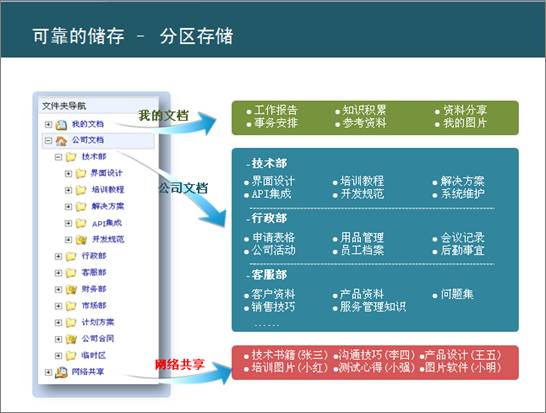 可靠的储存 - 分区存储
文件夹导航
我的文档
公司文档
技术部
界面设计
培训教程
解决方案
API集成
开发规范
行政部
客服部
财务部
市场部
计划方案
公司合同
临时区
网络共享
我的文档
公司文档
网络共享
●工作报告 ●知识积累 ●资料分享
●事务安排 ●参考资料 ●我的图片
-技术部
●界面设计 ●培训教程 ●解决方案
●API集成 ●开发规范 ●系统维护
-行政部
●申请表格 ●用品管理 ●会议记录
●公司活动 ●员工档案 ●后勤事宜
-客服部
●客户资料 ●产品资料 ●问题集
●销售技巧 ●服务管理知识
......
●技术书籍(张三) ●沟通技巧(李四) ●产品设计(王五)
●培训图片(小红) ●测试心得(小强) ●图片软件(小明)